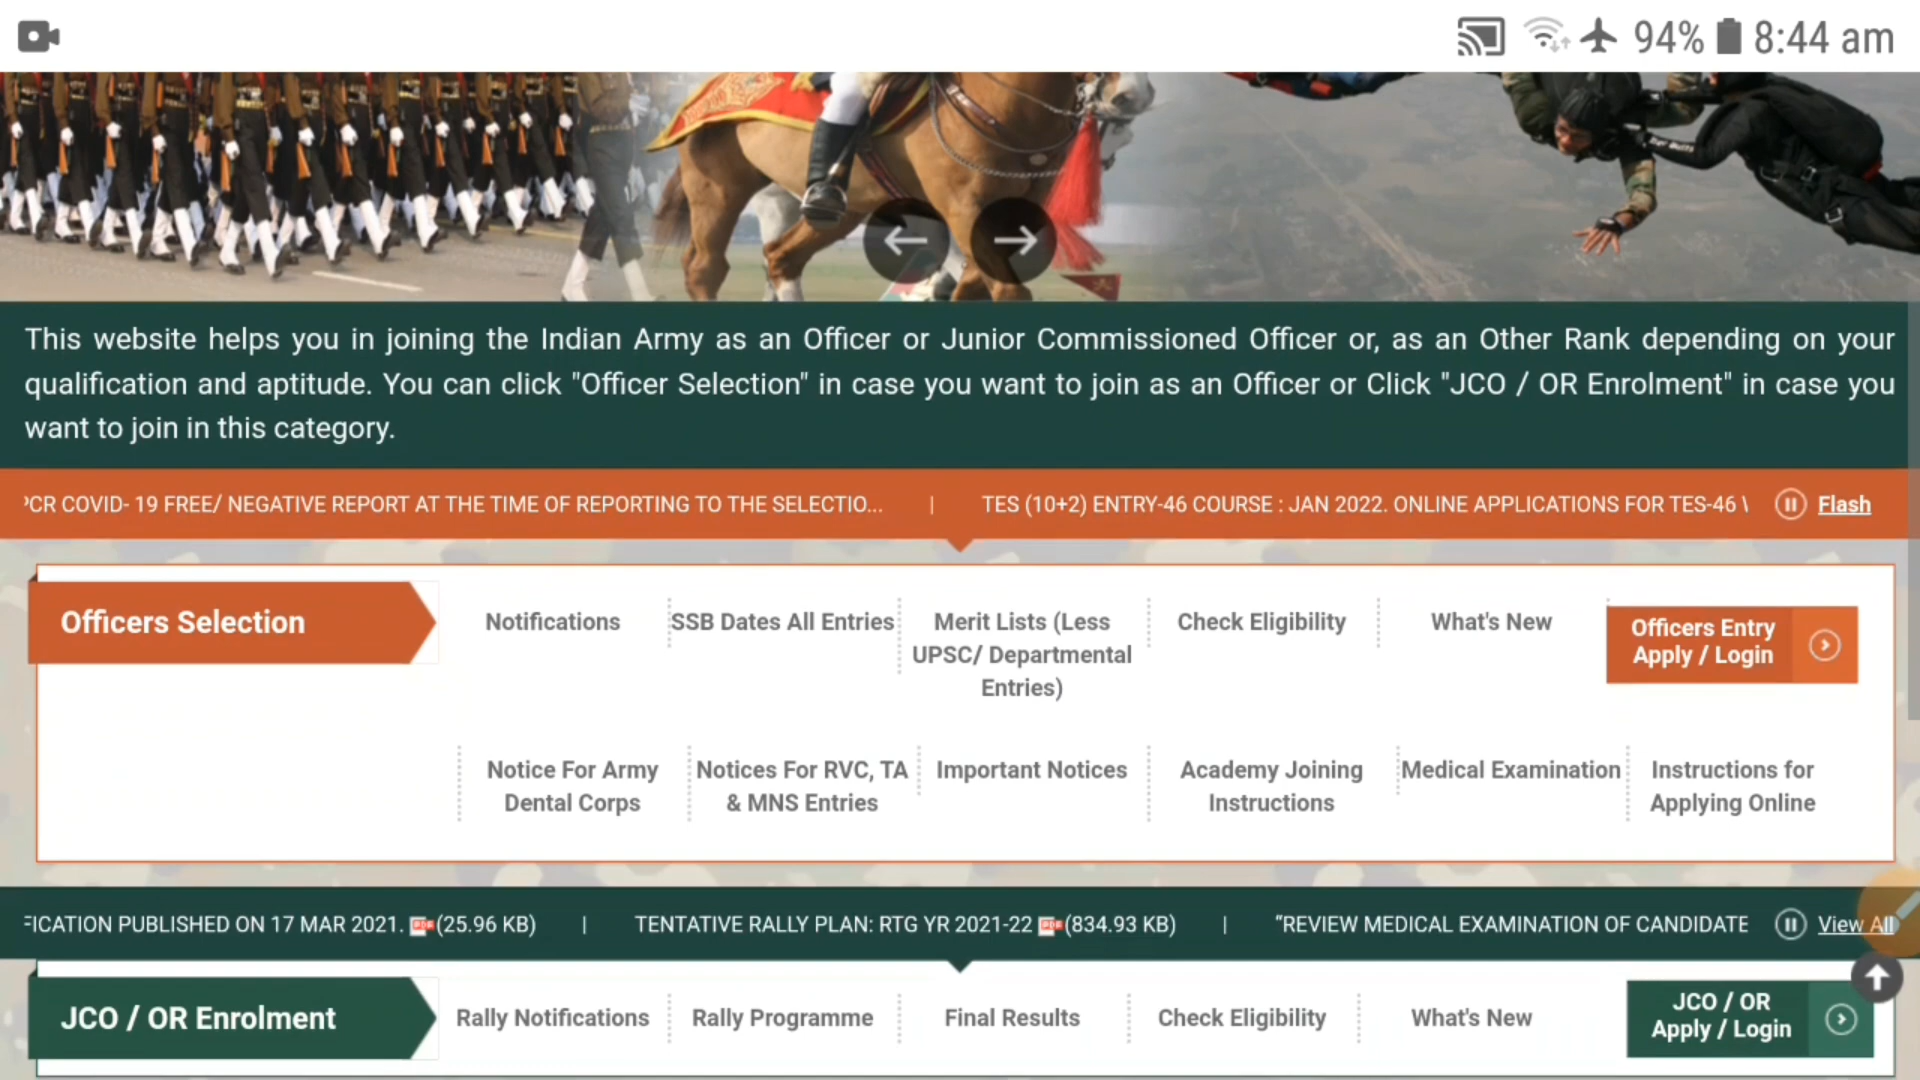 94% 8:44 am
This website helps you in joining the Indian Army as an Officer or Junior Commissioned Officer or, as an Other Rank depending on your
qualification and aptitude. You can click "Officer Selection" in case you want to join as an Officer or Click "JCO / OR Enrolment" in case you
want to join in this category.
PCR COVID- 19 FREE/ NEGATIVE REPORT AT THE TIME OF REPORTING TO THE SELECTIO... | TES (10+2) ENTRY-46 COURSE : JAN 2022. ONLINE APPLICATIONS FOR TES-46 Flash
Officers Selection
Notifications
SSB Dates All Entries
Merit Lists (Less
UPSC/ Departmental
Entries)
Check Eligibility
What's New
Officers Entry
Apply / Login
Notice For Army
Dental Corps
Notices For RVC, TA
& MNS Entries
Important Notices
Academy Joining
Instructions
Medical Examination
Instructions for
Applying Online
FICATION PUBLISHED ON 17 MAR 2021. PDF (25.96 KB) | TENTATIVE RALLY PLAN: RTG YR 2021-22 PDF (834.93 KB) | "REVIEW MEDICAL EXAMINATION OF CANDIDATE View All
JCO / OR Enrolment
Rally Notifications
Rally Programme
Final Results
Check Eligibility
What's New
JCO / OR
Apply / Login